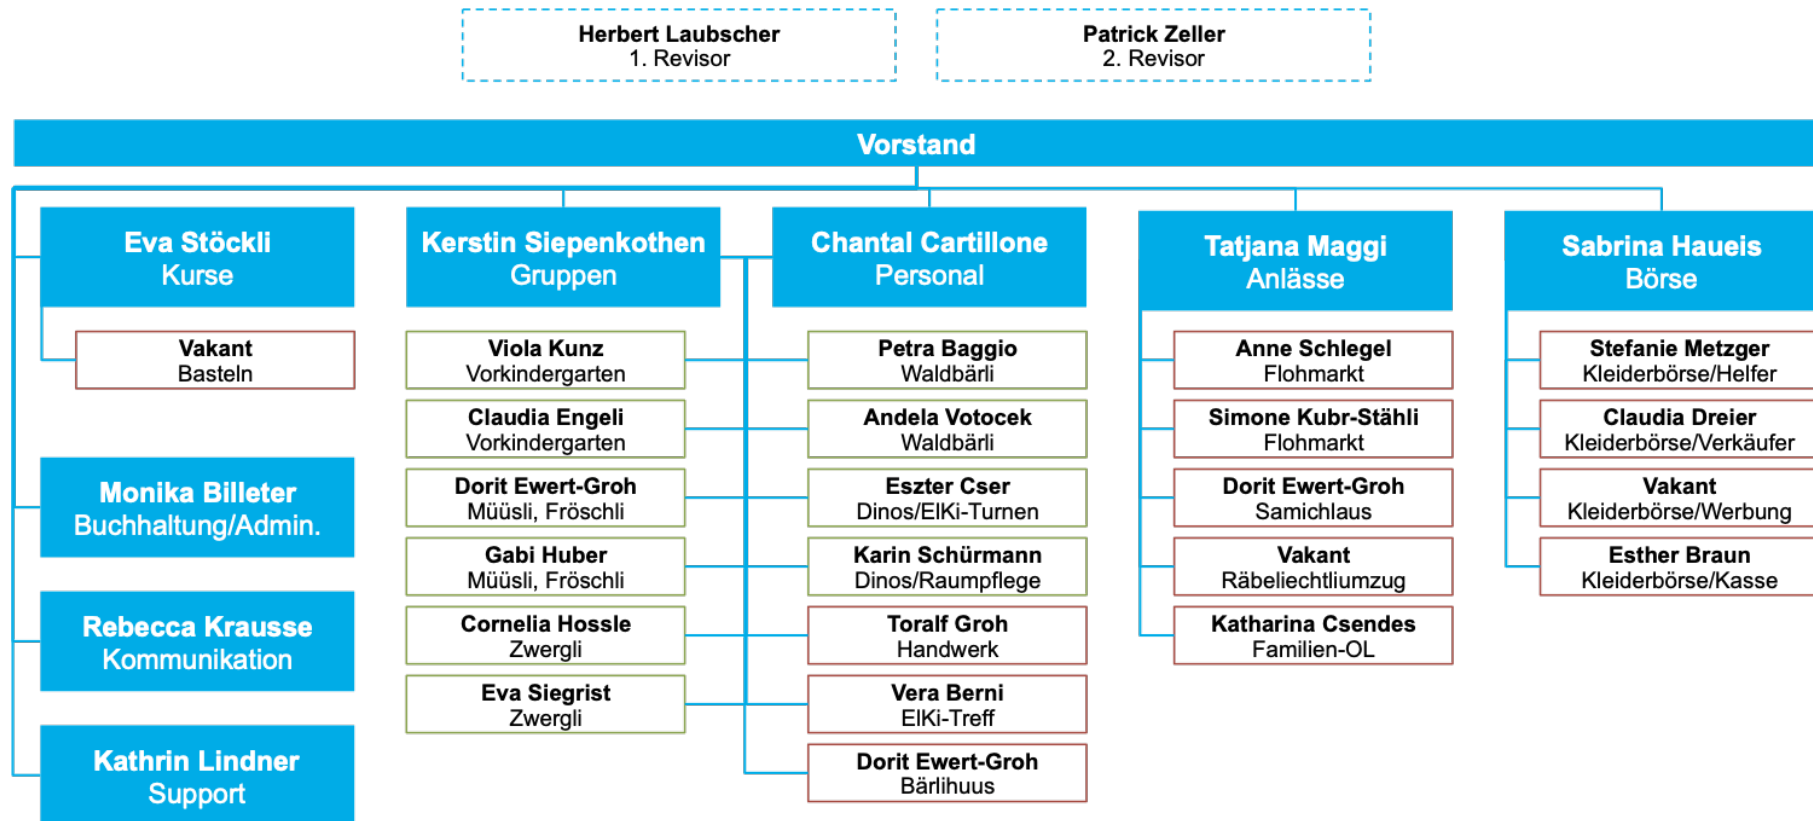 Herbert Laubscher
1. Revisor
Patrick Zeller
2. Revisor
Vorstand
Eva Stöckli
Kurse
Vakant
Basteln
Monika Billeter
Buchhaltung/Admin.
Rebecca Krausse
Kommunikation
Kathrin Lindner
Support
Kerstin Siepenkothen
Gruppen
Viola Kunz
Vorkindergarten
Claudia Engeli
Vorkindergarten
Dorit Ewert-Groh
Müüsli, Fröschli
Gabi Huber
Müüsli, Fröschli
Cornelia Hossle
Zwergli
Eva Siegrist
Zwergli
Chantal Cartillone
Personal
Petra Baggio
Waldbärli
Andela Votocek
Waldbärli
Eszter Cser
Dinos/ElKi-Turnen
Karin Schürmann
Dinos/Raumpflege
Toralf Groh
Handwerk
Vera Berni
ElKi-Treff
Dorit Ewert-Groh
Bärlihuus
Tatjana Maggi
Anlässe
Anne Schlegel
Flohmarkt
Simone Kubr-Stähli
Flohmarkt
Dorit Ewert-Groh
Samichlaus
Vakant
Räbeliechtliumzug
Katharina Csendes
Familien-OL
Sabrina Haueis
Börse
Stefanie Metzger
Kleiderbörse/Helfer
Claudia Dreier
Kleiderbörse/Verkäufer
Vakant
Kleiderbörse/Werbung
Esther Braun
Kleiderbörse/Kasse